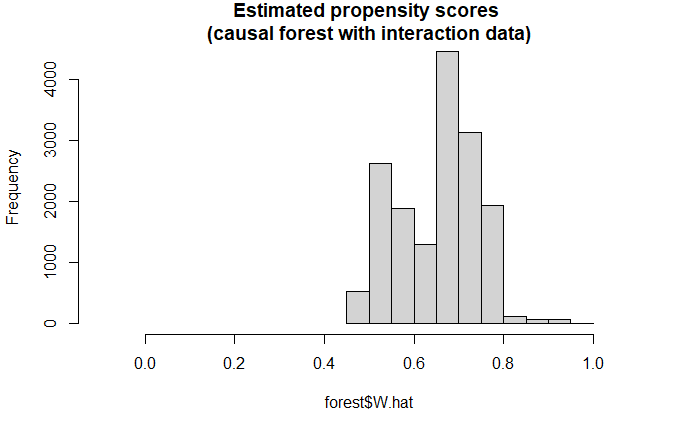 Estimated propensity scores
(causal forest with interaction data)
Frequency
4000
3000
2000
1000
0
0.0 0.2 0.4 0.6 0.8 1.0
forest$W.hat